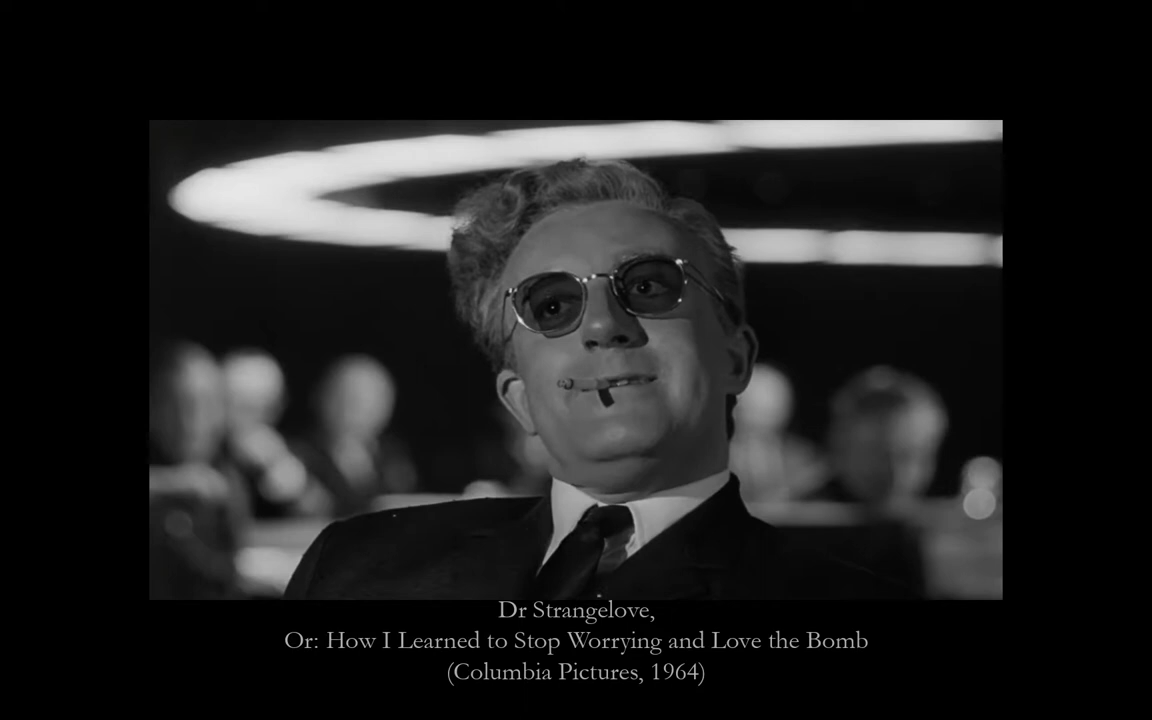 Dr Strangelove,
Or: How I Learned to Stop Worrying and Love the Bomb
(Columbia Pictures, 1964)